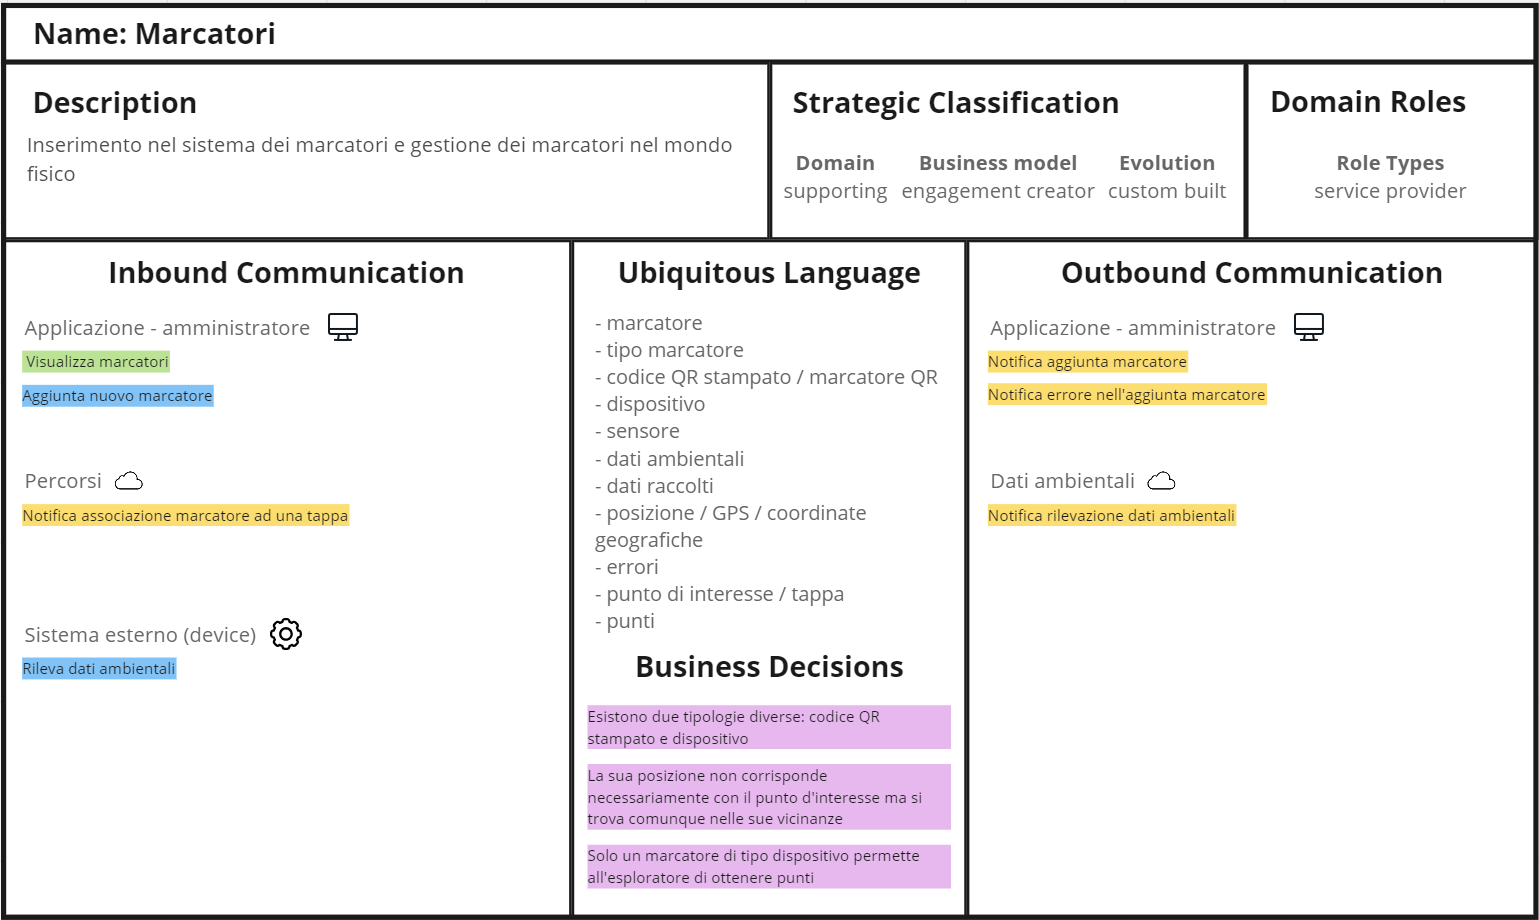 Name: Marcatori
Description
Inserimento nel sistema dei marcatori e gestione dei marcatori nel mondo
fisico
Strategic Classification
Domain
supporting
Business model
engagement creator
Evolution
custom built
Domain Roles
Role Types
service provider
Inbound Communication
Applicazione - amministratore
Visualizza marcatori
Aggiunta nuovo marcatore
Percorsi
Notifica associazione marcatore ad una tappa
Sistema esterno (device)
Rileva dati ambientali
Ubiquitous Language
- marcatore
- tipo marcatore
- codice QR stampato / marcatore QR
- dispositivo
- sensore
- dati ambientali
- dati raccolti
- posizione / GPS / coordinate
geografiche
- errori
- punto di interesse / tappa
- punti
Business Decisions
Esistono due tipologie diverse: codice QR
stampato e dispositivo
La sua posizione non corrisponde
necessariamente con il punto d'interesse ma si
trova comunque nelle sue vicinanze
Solo un marcatore di tipo dispositivo permette
all'esploratore di ottenere punti
Outbound Communication
Applicazione - amministratore
Notifica aggiunta marcatore
Notifica errore nell'aggiunta marcatore
Dati ambientali
Notifica rilevazione dati ambientali